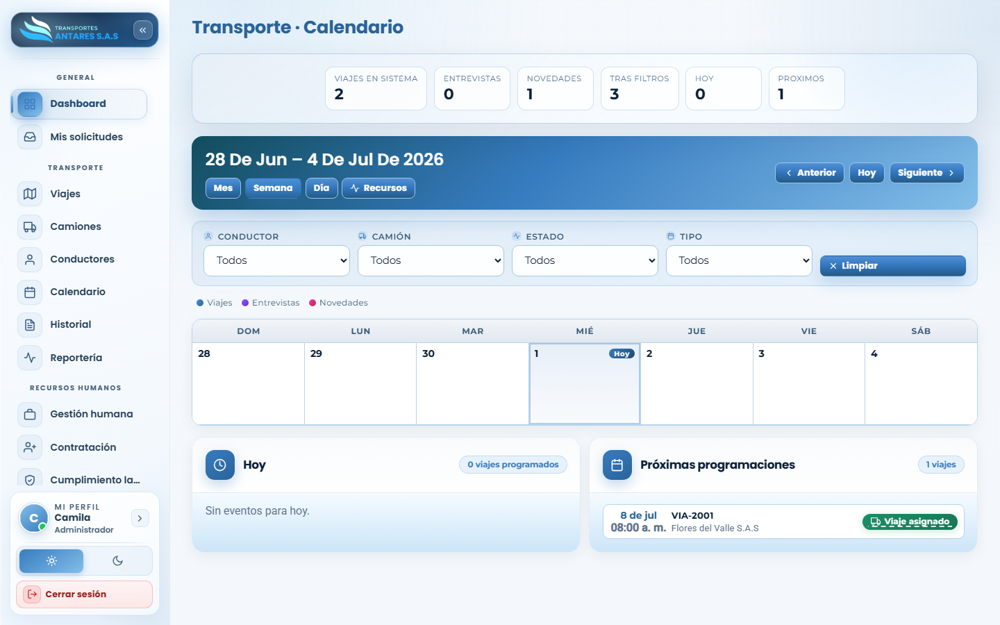 TRANSPORTES
ANTARES S.A.S
GENERAL
Dashboard
Mis solicitudes
TRANSPORTE
Viajes
Camiones
Conductores
Calendario
Historial
Reportería
RECURSOS HUMANOS
Gestión humana
Contratación
Cumplimiento la...
C
MI PERFIL
Camila
Administrador
Cerrar sesión
Transporte · Calendario
VIAJES EN SISTEMA
2
ENTREVISTAS
0
NOVEDADES
1
TRAS FILTROS
3
HOY
0
PROXIMOS
1
28 De Jun – 4 De Jul De 2026
Mes Semana Día Recursos
Anterior Hoy Siguiente
CONDUCTOR
Todos
CAMIÓN
Todos
ESTADO
Todos
TIPO
Todos
Limpiar
Viajes Entrevistas Novedades
DOM LUN MAR MIÉ JUE VIE SÁB
28 29 30 1 Hoy 2 3 4
Hoy
0 viajes programados
Sin eventos para hoy.
Próximas programaciones
1 viajes
8 de jul
08:00 a. m.
VIA-2001
Flores del Valle S.A.S
Viaje asignado